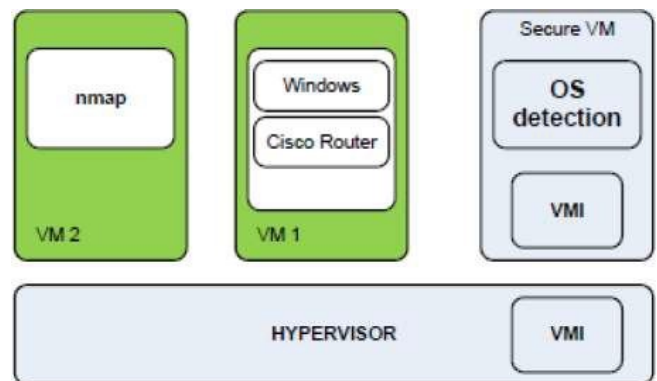 nmap
VM 2
Windows
Cisco Router
VM 1
Secure VM
OS
detection
VMI
HYPERVISOR
VMI